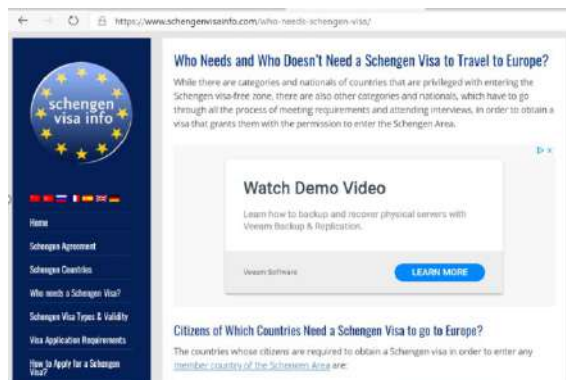 https://www.schengenvisainfo.com/who-needs-schengen-visa/
schengen
visa info
Home
Schengen Agreement
Schengen Countries
Who needs a Schengen Visa?
Schengen Visa Types & Validity
Visa Application Requirements
How to Apply for a Schengen
Visa?
Who Needs and Who Doesn't Need a Schengen Visa to Travel to Europe?
While there are categories and nationals of countries that are privileged with entering the
Schengen visa-free zone, there are also other categories and nationals, which have to go
through all the process of meeting requirements and attending interviews, in order to obtain a
visa that grants them with the permission to enter the Schengen Area.
Watch Demo Video
Learn how to backup and recover physical servers with
Veeam Backup & Replication.
Veeam Software
LEARN MORE
Citizens of Which Countries Need a Schengen Visa to go to Europe?
The countries whose citizens are required to obtain a Schengen visa in order to enter any
member country of the Schengen Area are: